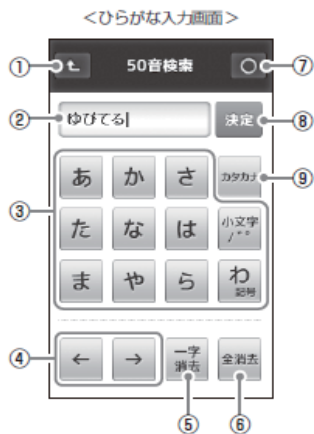 <ひらがな入力画面>
① 50音検索 ○ ⑦
② ゆびてる 決定 ⑧
③ あ か さ カタカナ ⑨
た な は 小文字/゛゜
ま や ら わ記号
④ ← → 一字消去 全消去
⑤ ⑥